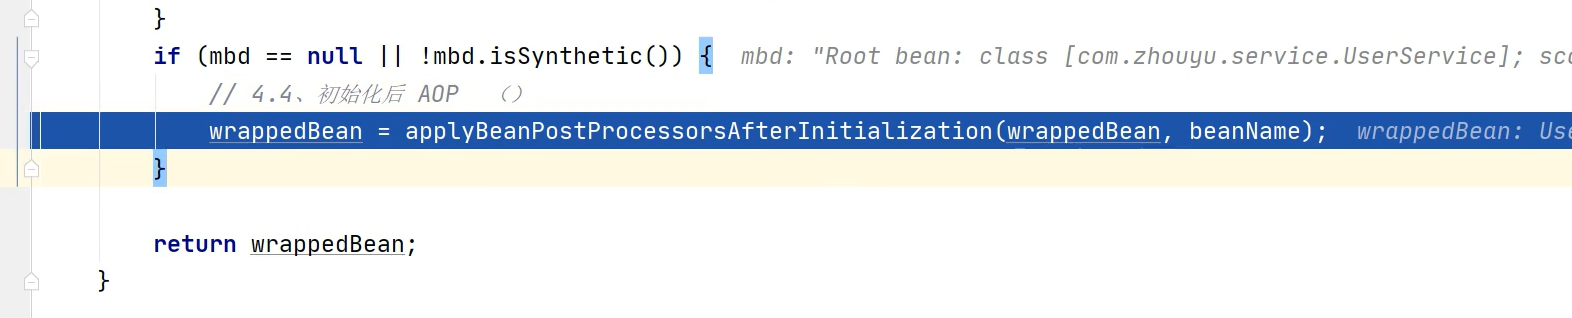 }
if (mbd == null || !mbd.isSynthetic()) { mbd: "Root bean: class [com.zhouyu.service.UserService]; sco
// 4.4、初始化后 AOP （）
wrappedBean = applyBeanPostProcessorsAfterInitialization(wrappedBean, beanName); wrappedBean: Use
}
return wrappedBean;
}